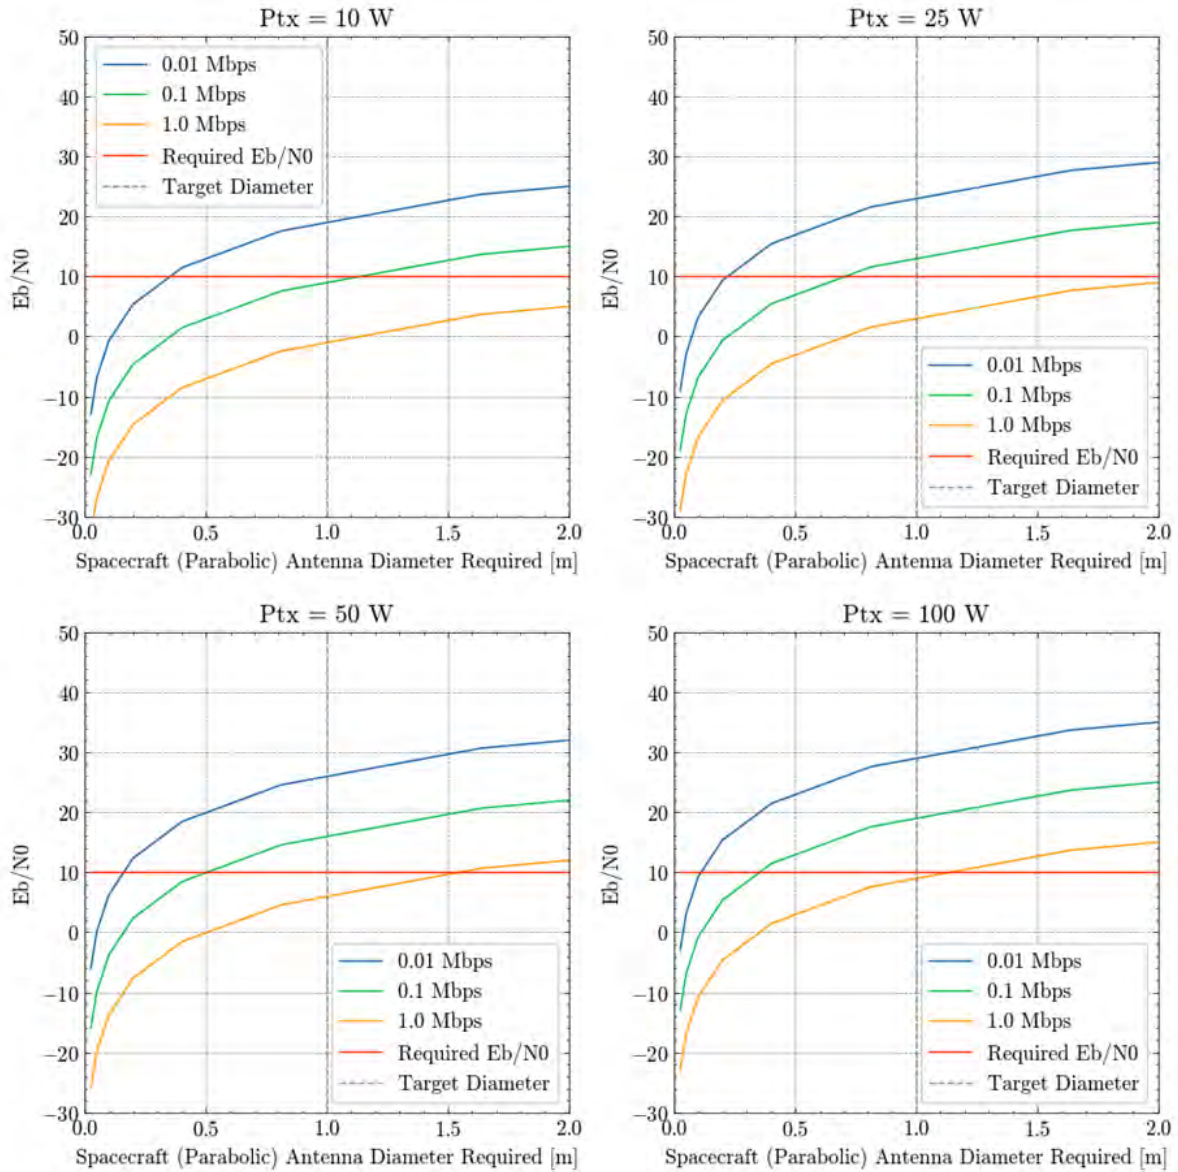 Ptx = 10 W
50
40
30
20
10
0
−10
−20
−30
Eb/N0
0.01 Mbps
0.1 Mbps
1.0 Mbps
Required Eb/N0
Target Diameter
0.0 0.5 1.0 1.5 2.0
Spacecraft (Parabolic) Antenna Diameter Required [m]
Ptx = 25 W
50
40
30
20
10
0
−10
−20
−30
Eb/N0
0.01 Mbps
0.1 Mbps
1.0 Mbps
Required Eb/N0
Target Diameter
0.0 0.5 1.0 1.5 2.0
Spacecraft (Parabolic) Antenna Diameter Required [m]
Ptx = 50 W
50
40
30
20
10
0
−10
−20
−30
Eb/N0
0.01 Mbps
0.1 Mbps
1.0 Mbps
Required Eb/N0
Target Diameter
0.0 0.5 1.0 1.5 2.0
Spacecraft (Parabolic) Antenna Diameter Required [m]
Ptx = 100 W
50
40
30
20
10
0
−10
−20
−30
Eb/N0
0.01 Mbps
0.1 Mbps
1.0 Mbps
Required Eb/N0
Target Diameter
0.0 0.5 1.0 1.5 2.0
Spacecraft (Parabolic) Antenna Diameter Required [m]